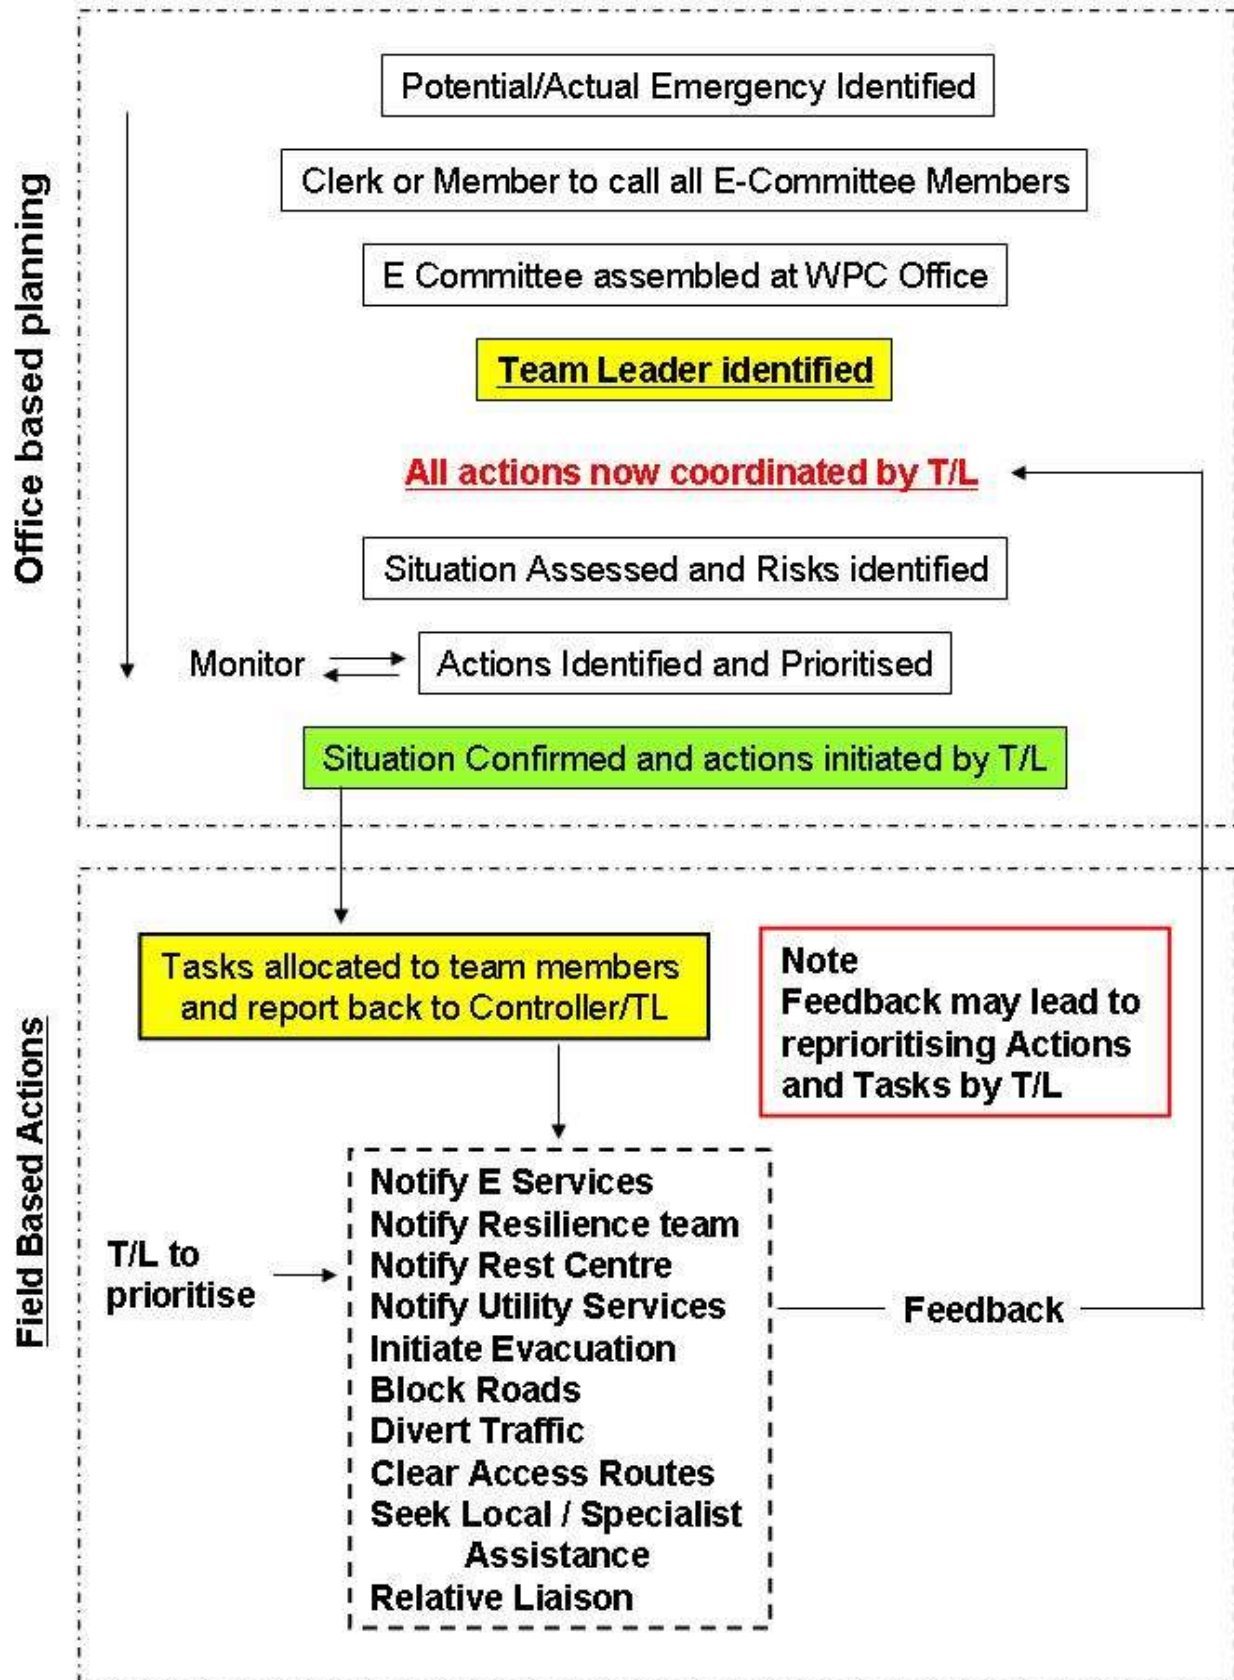 Office based planning
Potential/Actual Emergency Identified
Clerk or Member to call all E-Committee Members
E Committee assembled at WPC Office
Team Leader identified
All actions now coordinated by T/L
Situation Assessed and Risks identified
Monitor
Actions Identified and Prioritised
Situation Confirmed and actions initiated by T/L
Field Based Actions
Tasks allocated to team members
and report back to Controller/TL
Note
Feedback may lead to
reprioritising Actions
and Tasks by T/L
T/L to
prioritise
Notify E Services
Notify Resilience team
Notify Rest Centre
Notify Utility Services
Initiate Evacuation
Block Roads
Divert Traffic
Clear Access Routes
Seek Local / Specialist
Assistance
Relative Liaison
Feedback